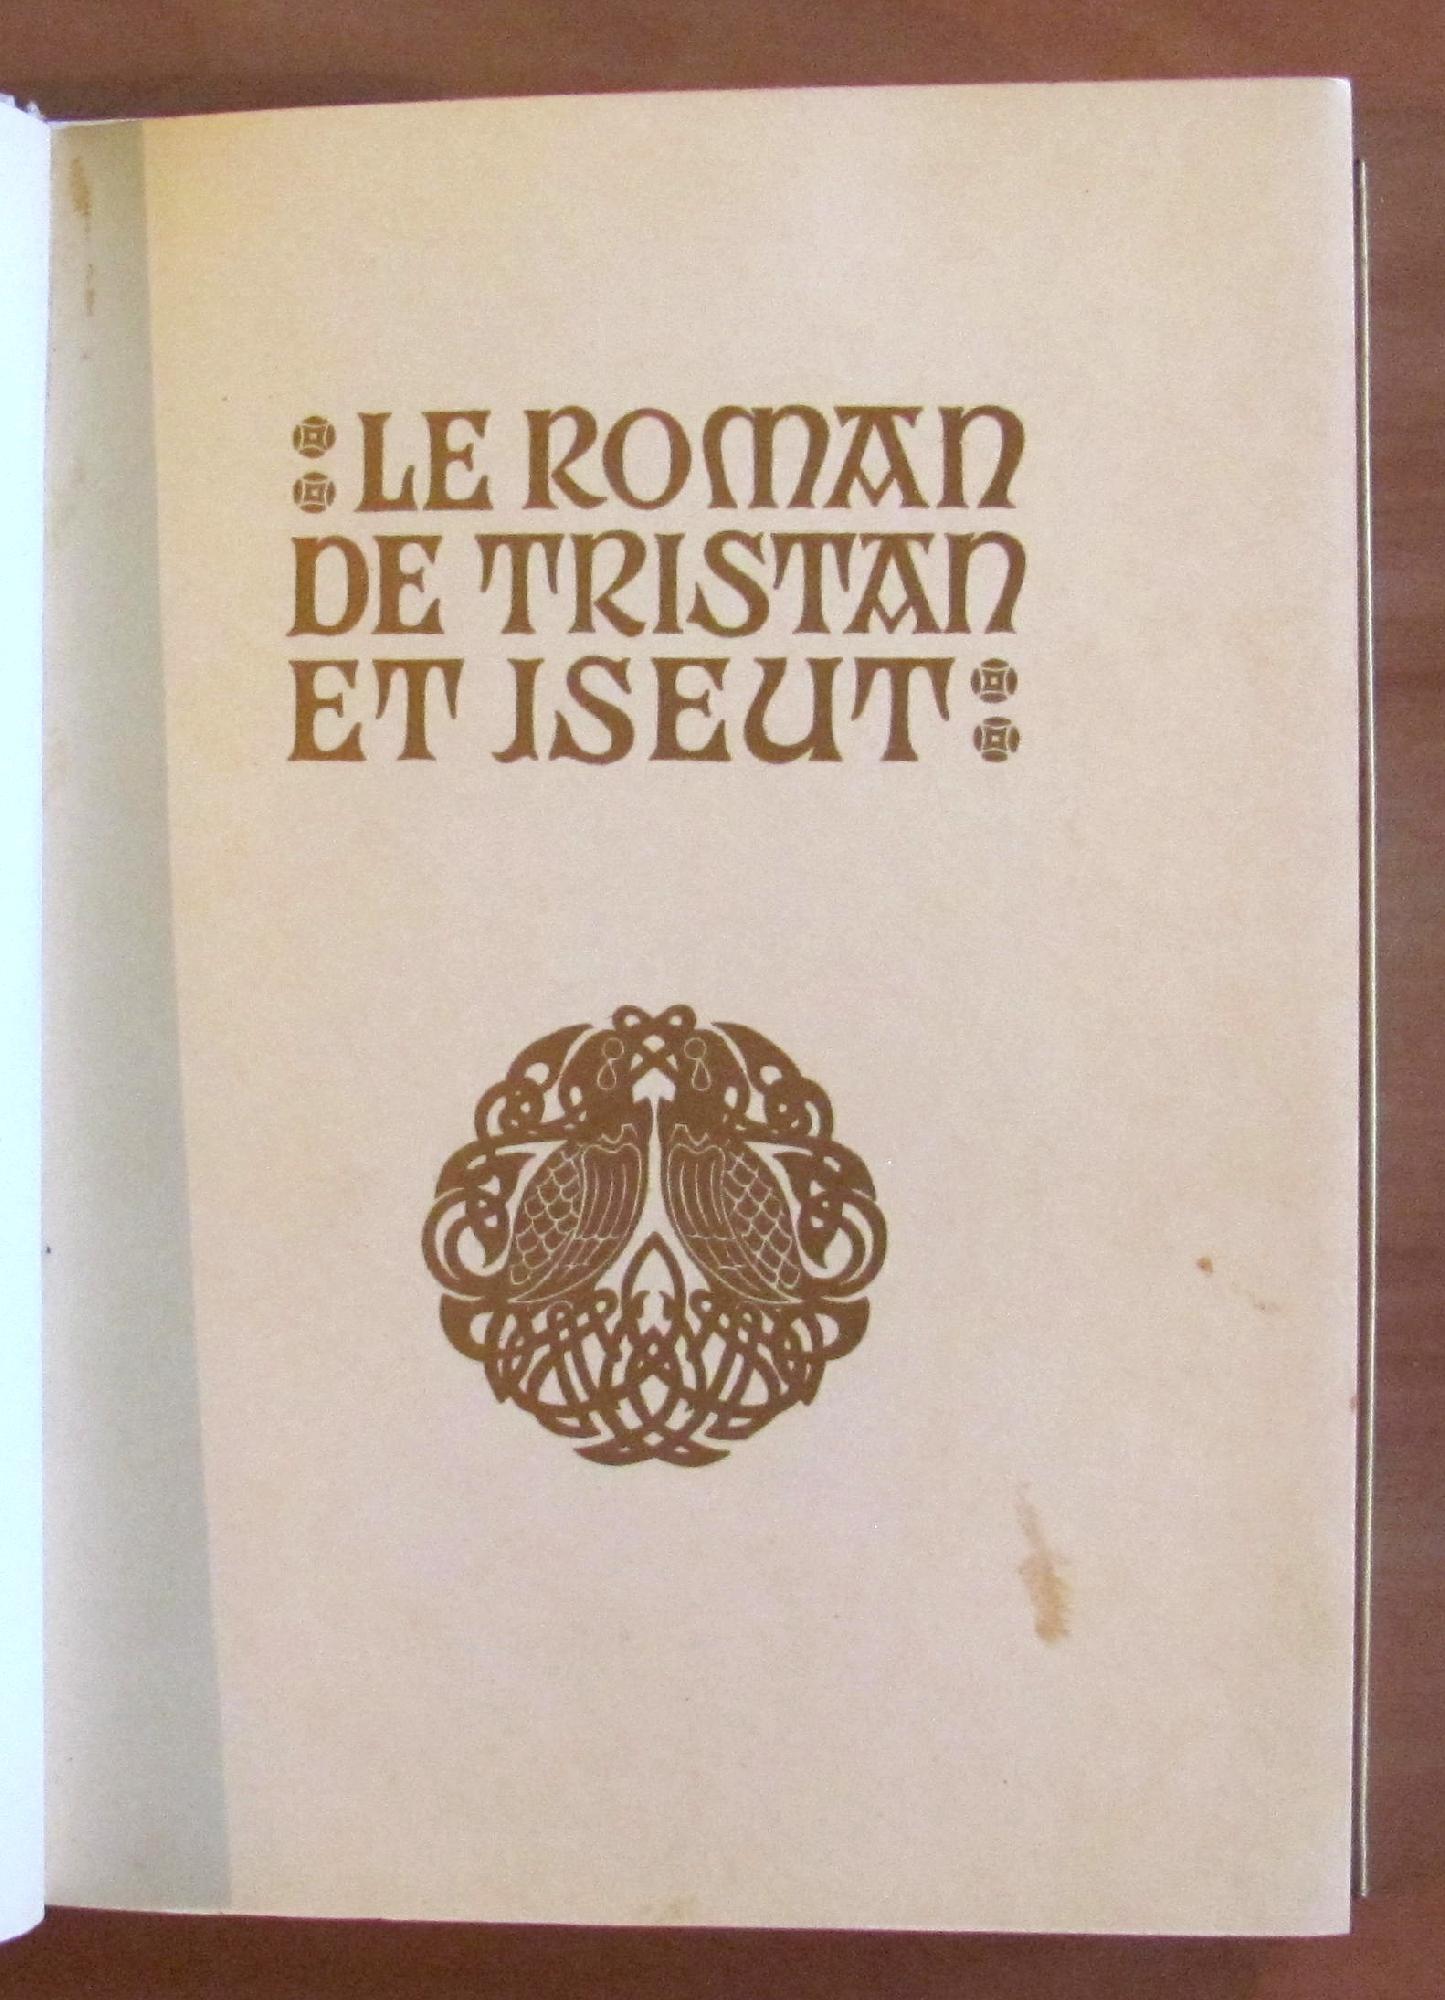 LE ROMAN
DE TRISTAN
ET ISEUT